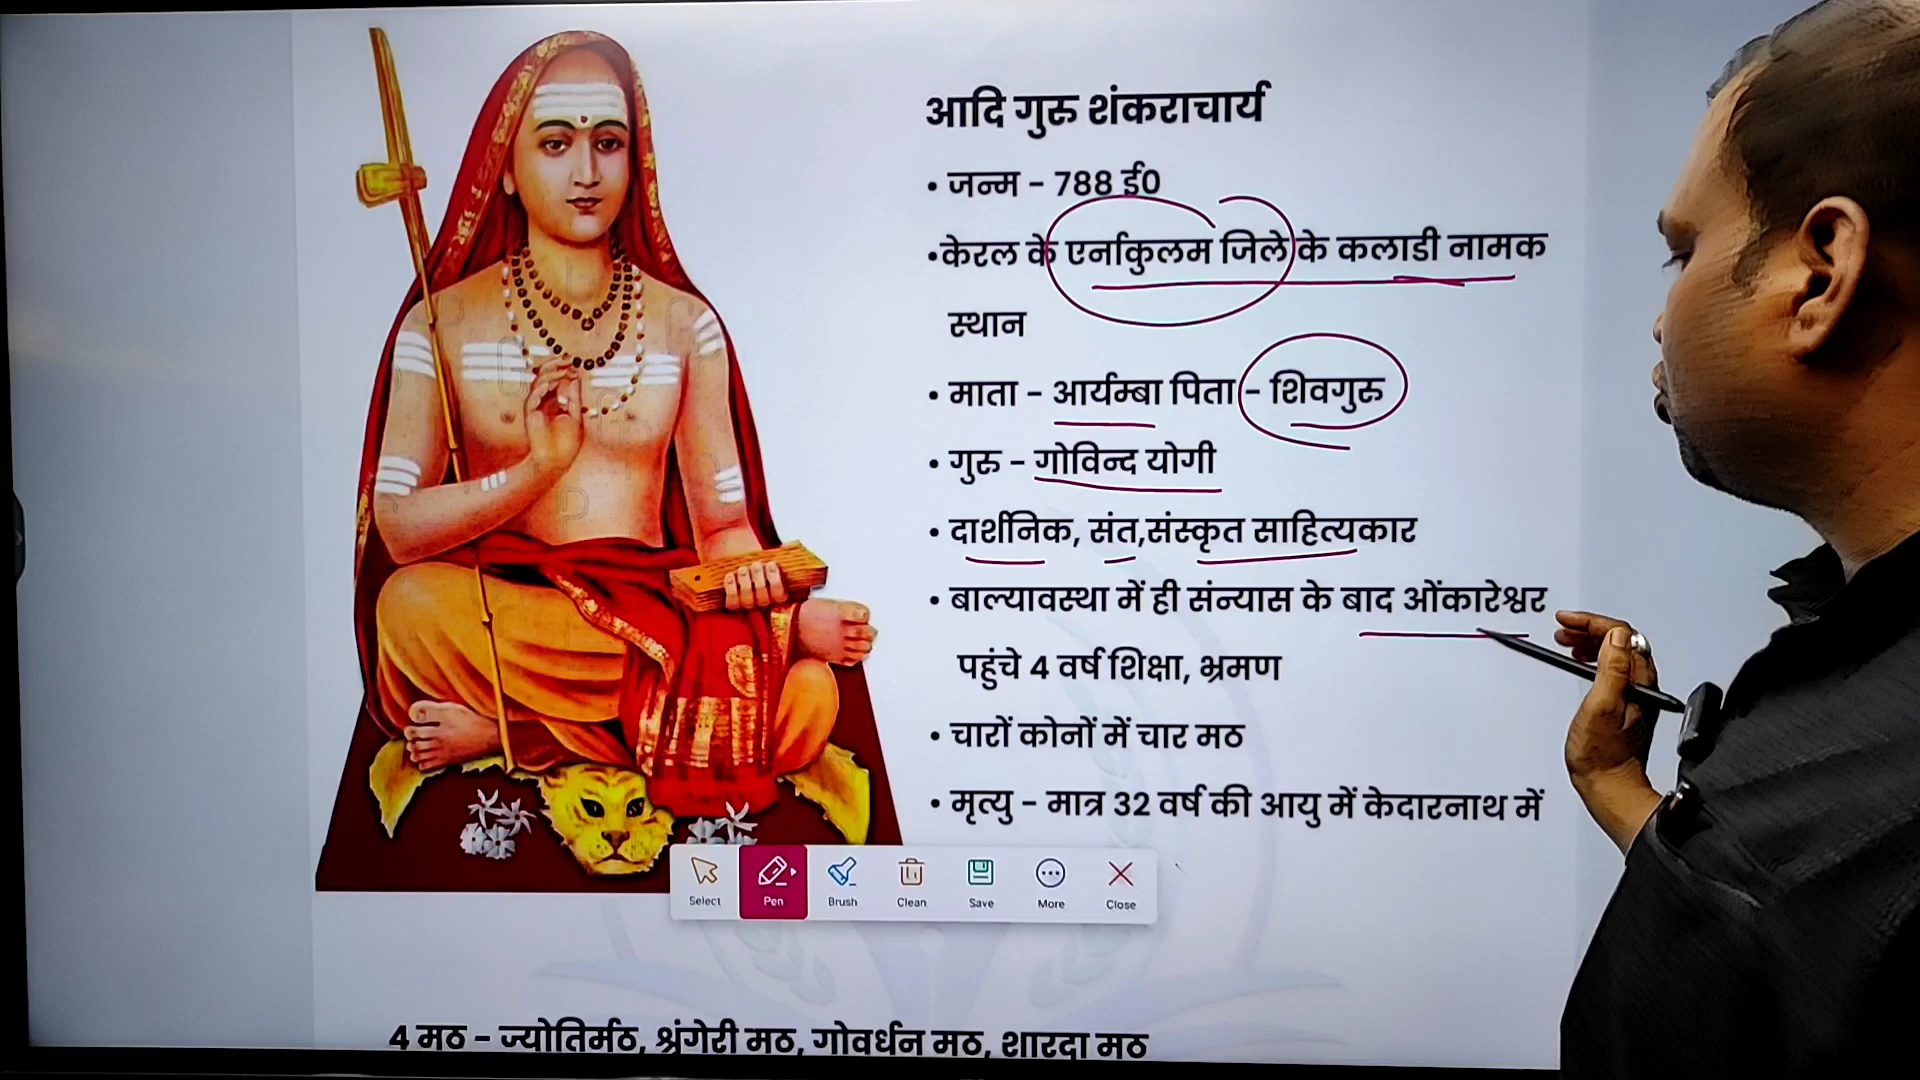 आदि गुरु शंकराचार्य
• जन्म - 788 ई0
•केरल के एर्नाकुलम जिले के कलाडी नामक
स्थान
• माता - आर्यम्बा पिता - शिवगुरु
• गुरु - गोविन्द योगी
• दार्शनिक, संत,संस्कृत साहित्यकार
• बाल्यावस्था में ही संन्यास के बाद ओंकारेश्वर
पहुंचे 4 वर्ष शिक्षा, भ्रमण
• चारों कोनों में चार मठ
• मृत्यु - मात्र 32 वर्ष की आयु में केदारनाथ में
Select Pen Brush Clean Save More Close
4 मठ - ज्योतिर्मठ, श्रंगेरी मठ, गोवर्धन मठ, शारदा मठ